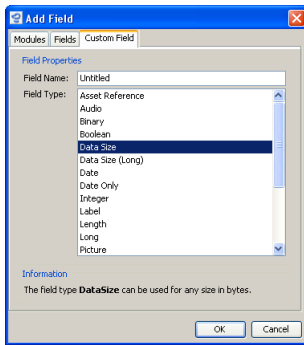 Add Field
Modules Fields Custom Field
Field Properties
Field Name: Untitled
Field Type: Asset Reference
Audio
Binary
Boolean
Data Size
Data Size (Long)
Date
Date Only
Integer
Label
Length
Long
Picture
Information
The field type DataSize can be used for any size in bytes.
OK Cancel